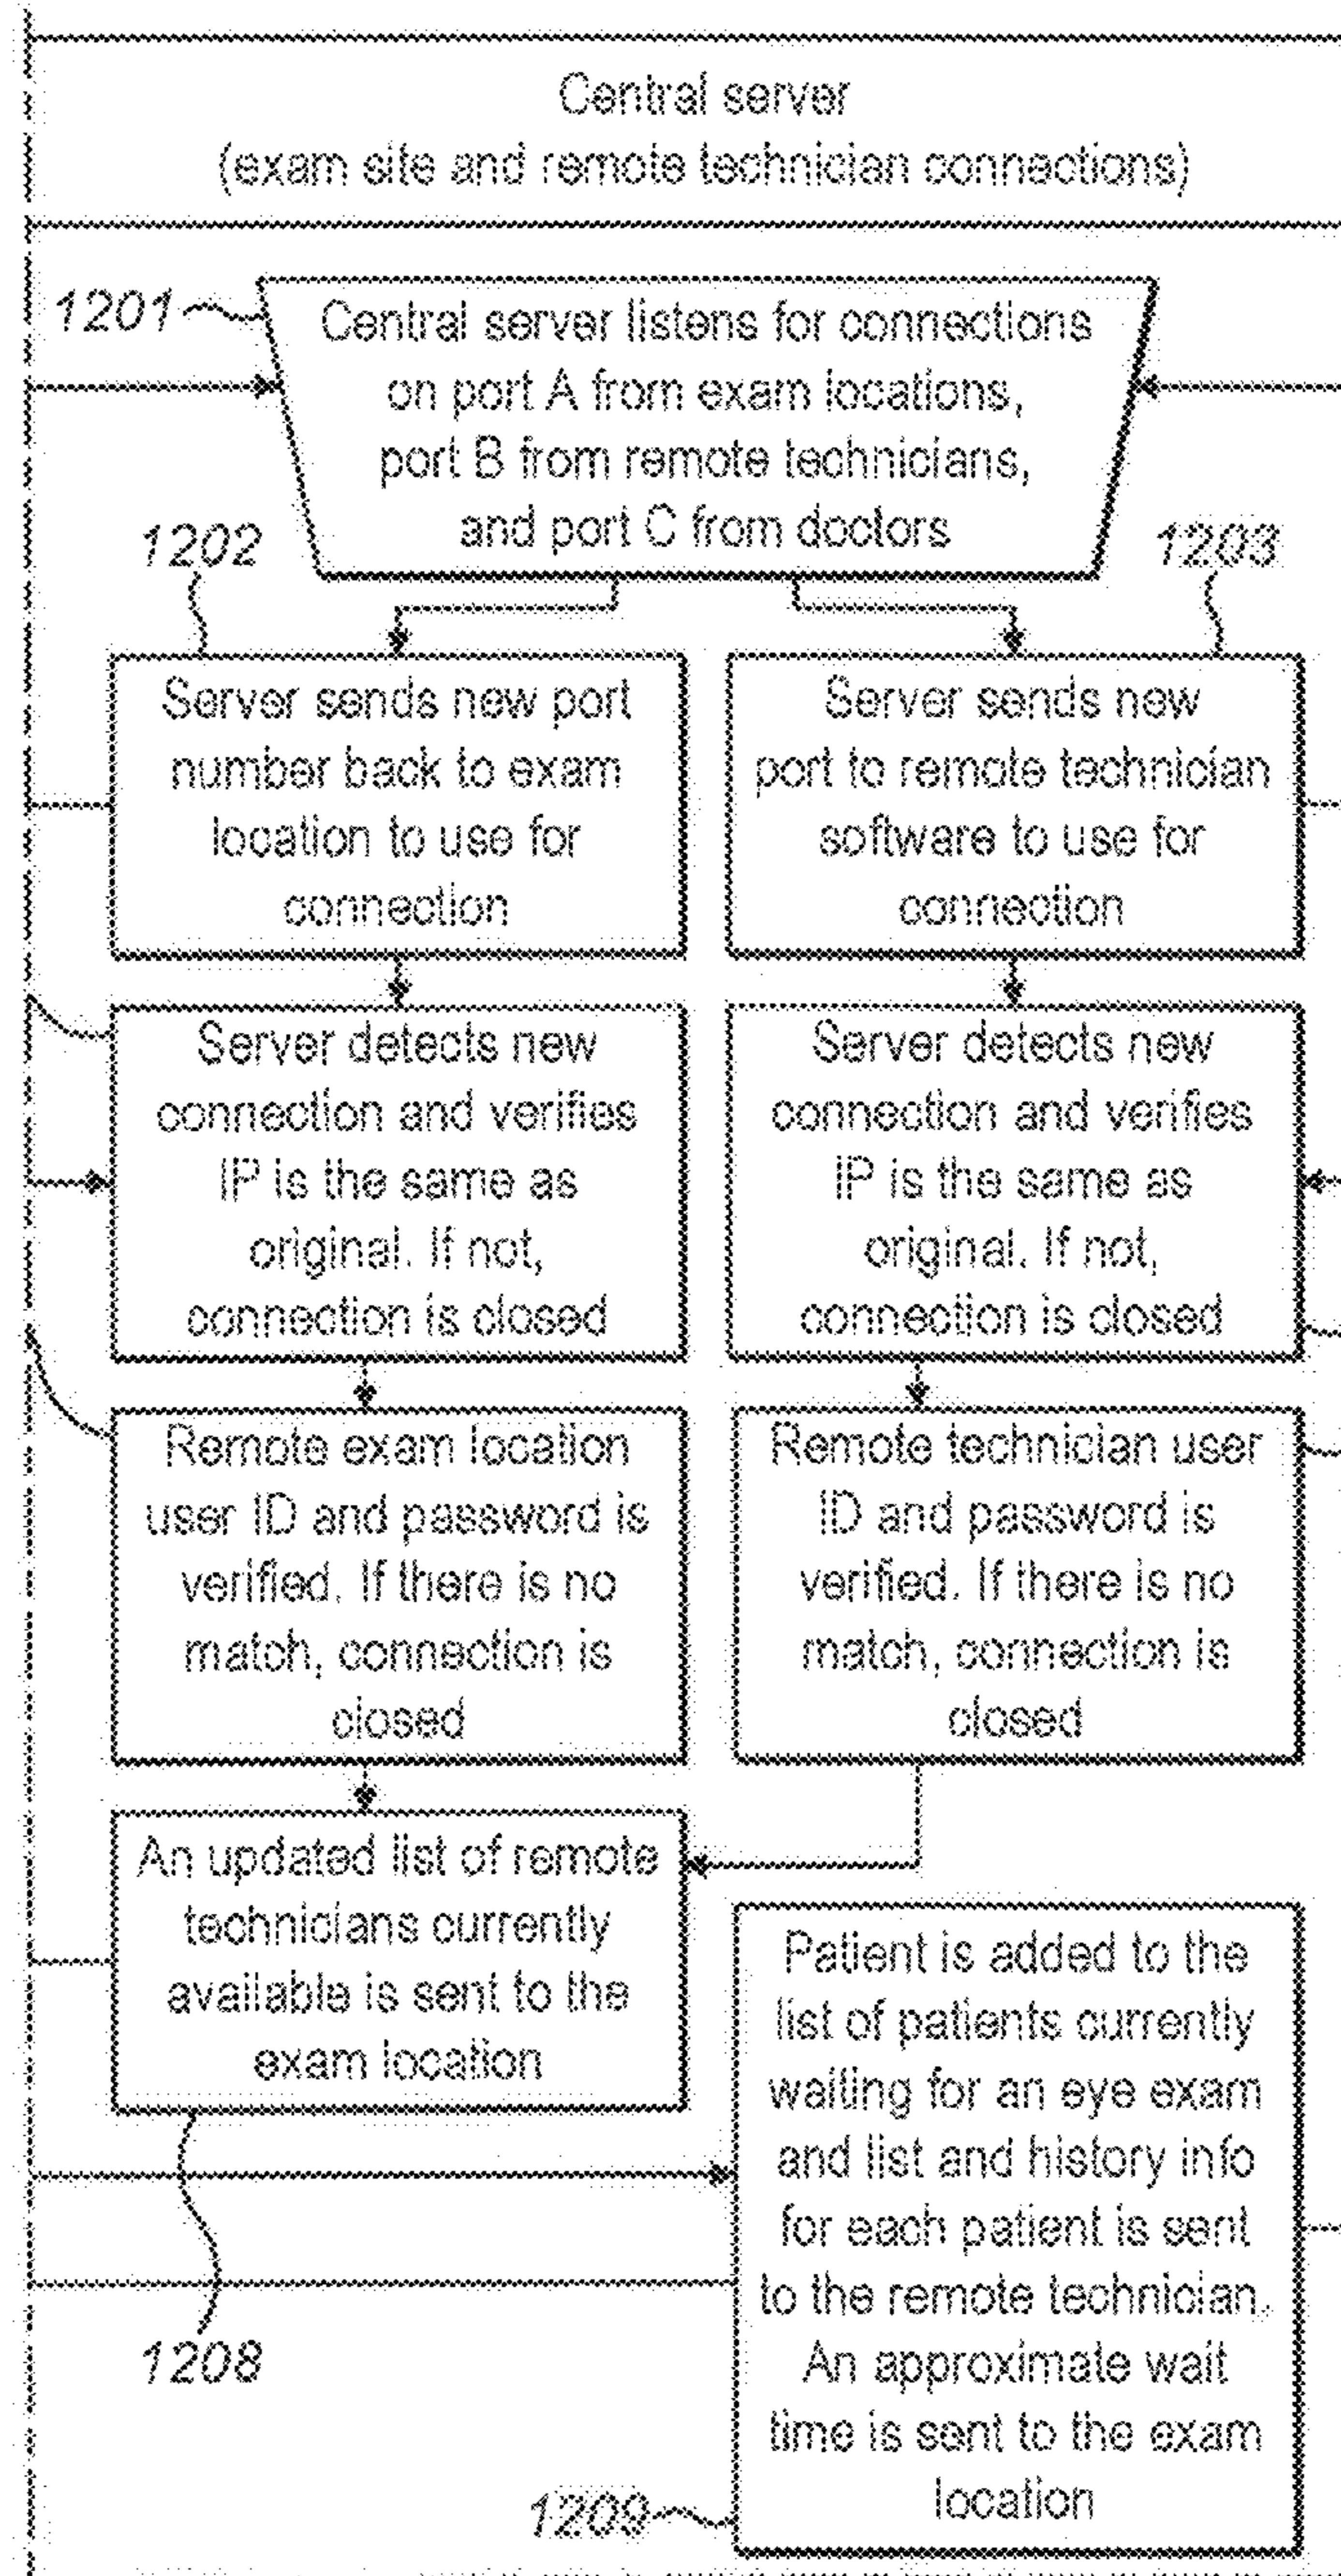 Central server
(exam site and remote technician connections)
1201
Central server listens for connections
on port A from exam locations,
port B from remote technicians,
and port C from doctors
1202
1203
Server sends new port
number back to exam
location to use for
connection
Server sends new
port to remote technician
software to use for
connection
Server detects new
connection and verifies
IP is the same as
original. If not,
connection is closed
Server detects new
connection and verifies
IP is the same as
original. If not,
connection is closed
Remote exam location
user ID and password is
verified. If there is no
match, connection is
closed
Remote technician user
ID and password is
verified. If there is no
match, connection is
closed
An updated list of remote
technicians currently
available is sent to the
exam location
1208
Patient is added to the
list of patients currently
waiting for an eye exam
and list and history info
for each patient is sent
to the remote technician.
An approximate wait
time is sent to the exam
location
1209